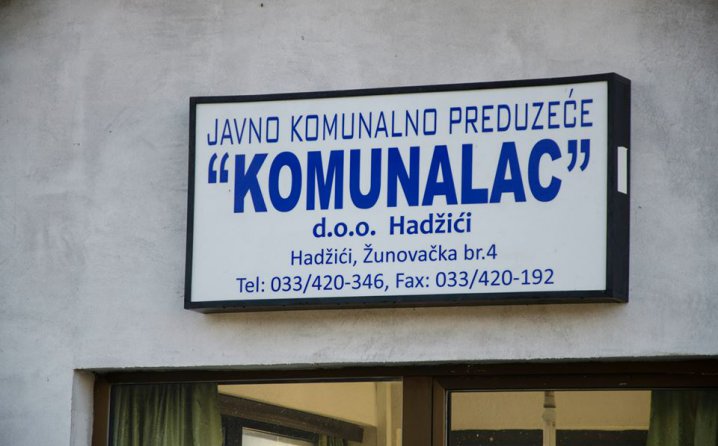 JAVNO KOMUNALNO PREDUZEĆE
“KOMUNALAC”
d.o.o. Hadžići
Hadžići, Žunovačka br.4
Tel: 033/420-346, Fax: 033/420-192